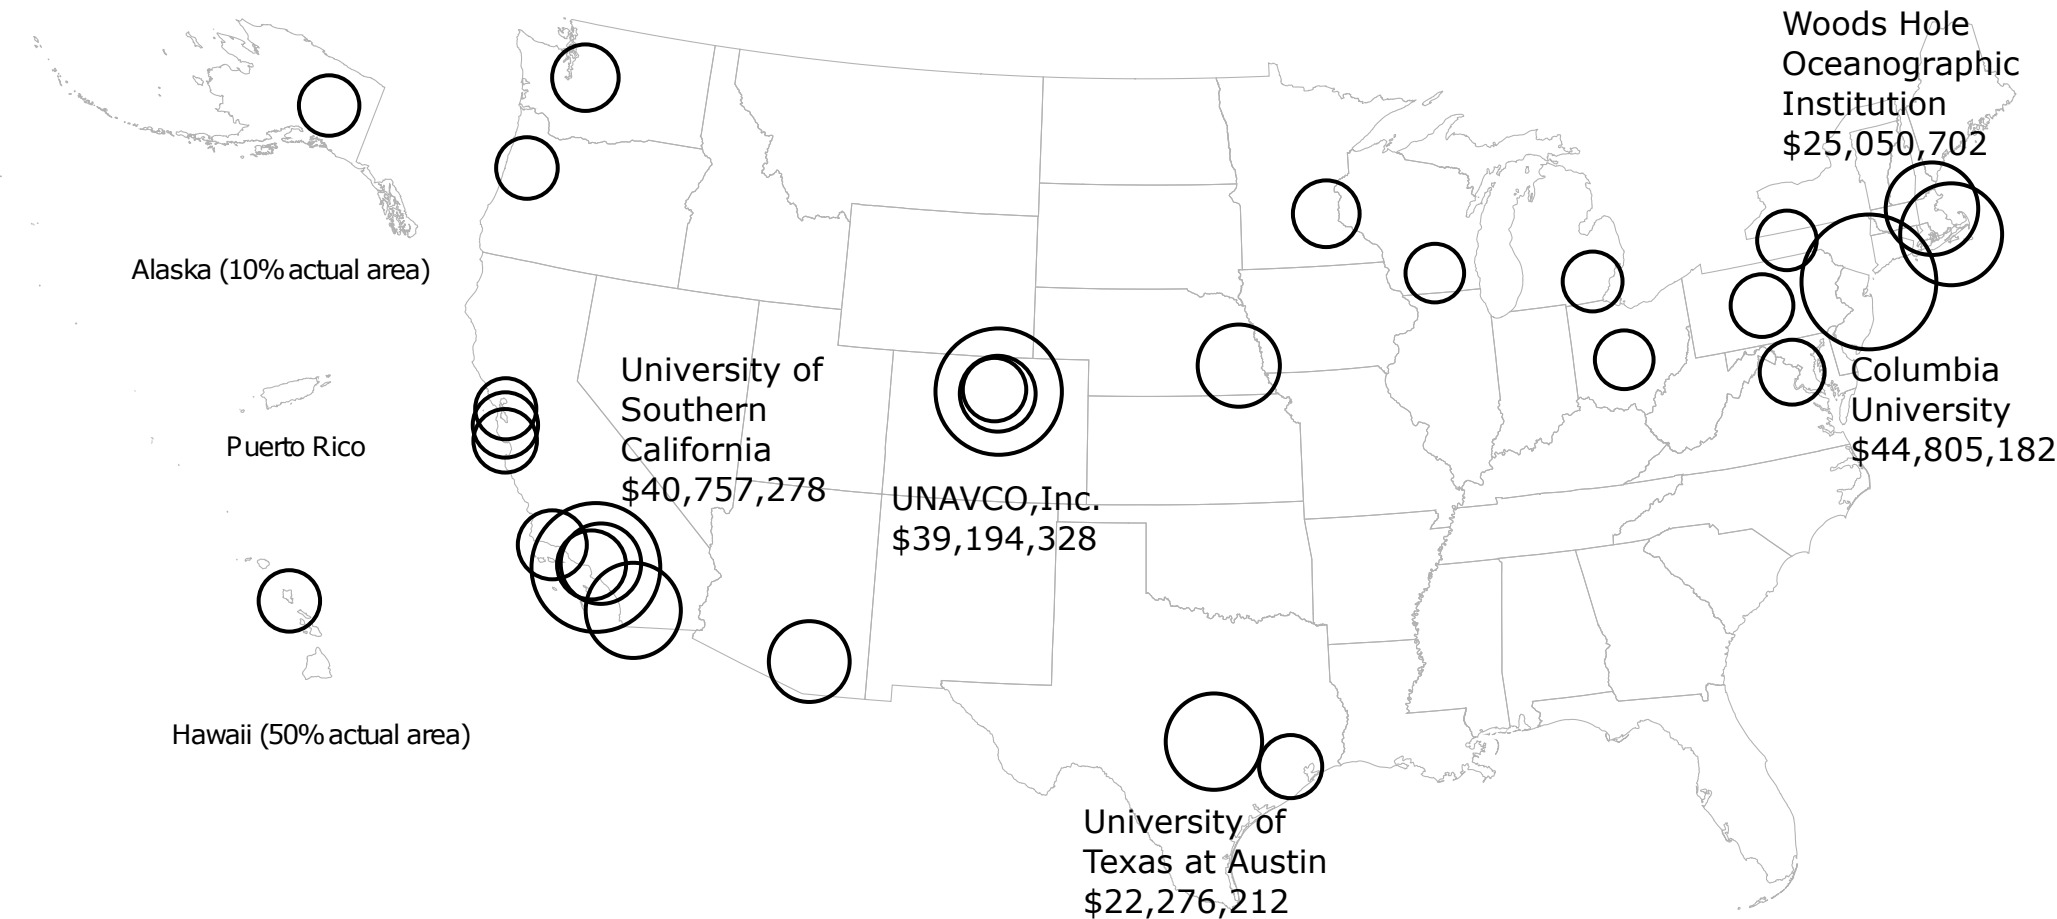 Woods Hole
Oceanographic
Institution
$25,050,702
Alaska (10% actual area)
University of
Southern
California
$40,757,278
Columbia
University
$44,805,182
Puerto Rico
UNAVCO,Inc.
$39,194,328
Hawaii (50% actual area)
University of
Texas at Austin
$22,276,212